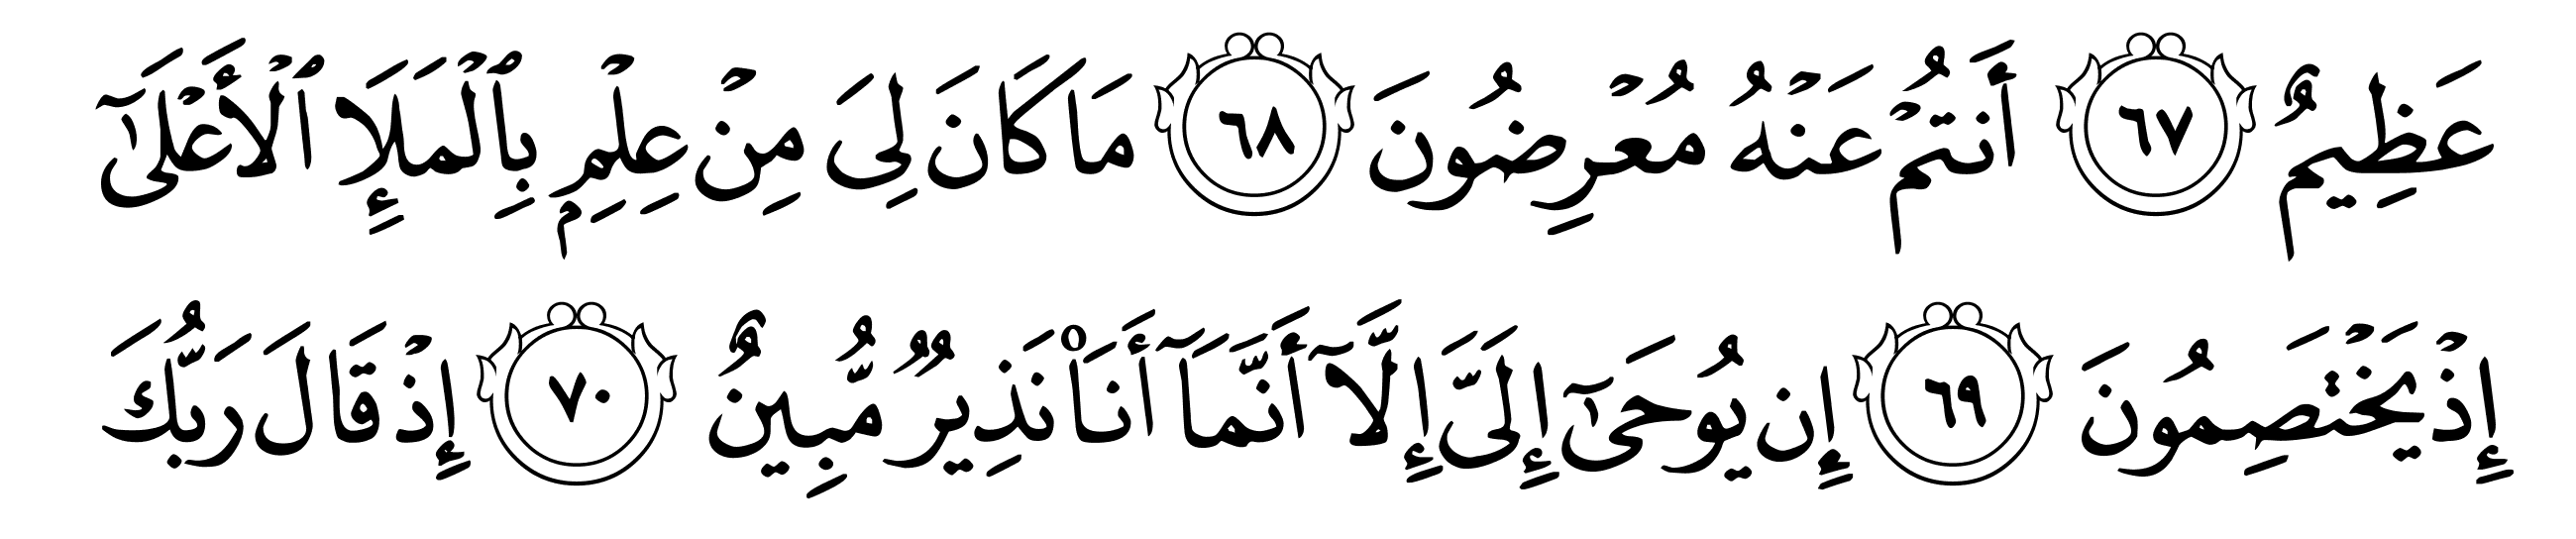 عَظِيمٌ ٦٧ أَنتُمْ عَنْهُ مُعْرِضُونَ ٦٨ مَا كَانَ لِىَ مِنْ عِلْمٍۭ بِٱلْمَلَإِ ٱلْأَعْلَىٰٓ
إِذْ يَخْتَصِمُونَ ٦٩ إِن يُوحَىٰٓ إِلَىَّ إِلَّآ أَنَّمَآ أَنَا۠ نَذِيرٌ مُّبِينٌ ٧٠ إِذْ قَالَ رَبُّكَ